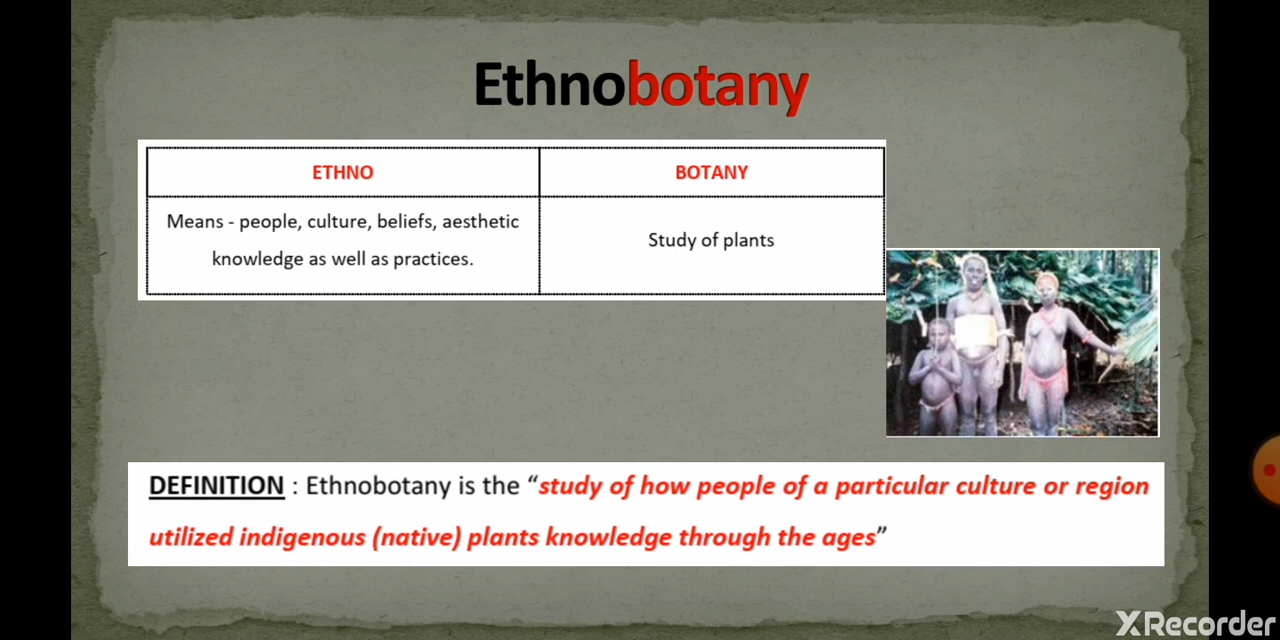 Ethnobotany
ETHNO
BOTANY
Means - people, culture, beliefs, aesthetic
knowledge as well as practices.
Study of plants
DEFINITION : Ethnobotany is the “study of how people of a particular culture or region
utilized indigenous (native) plants knowledge through the ages”
XRecorder